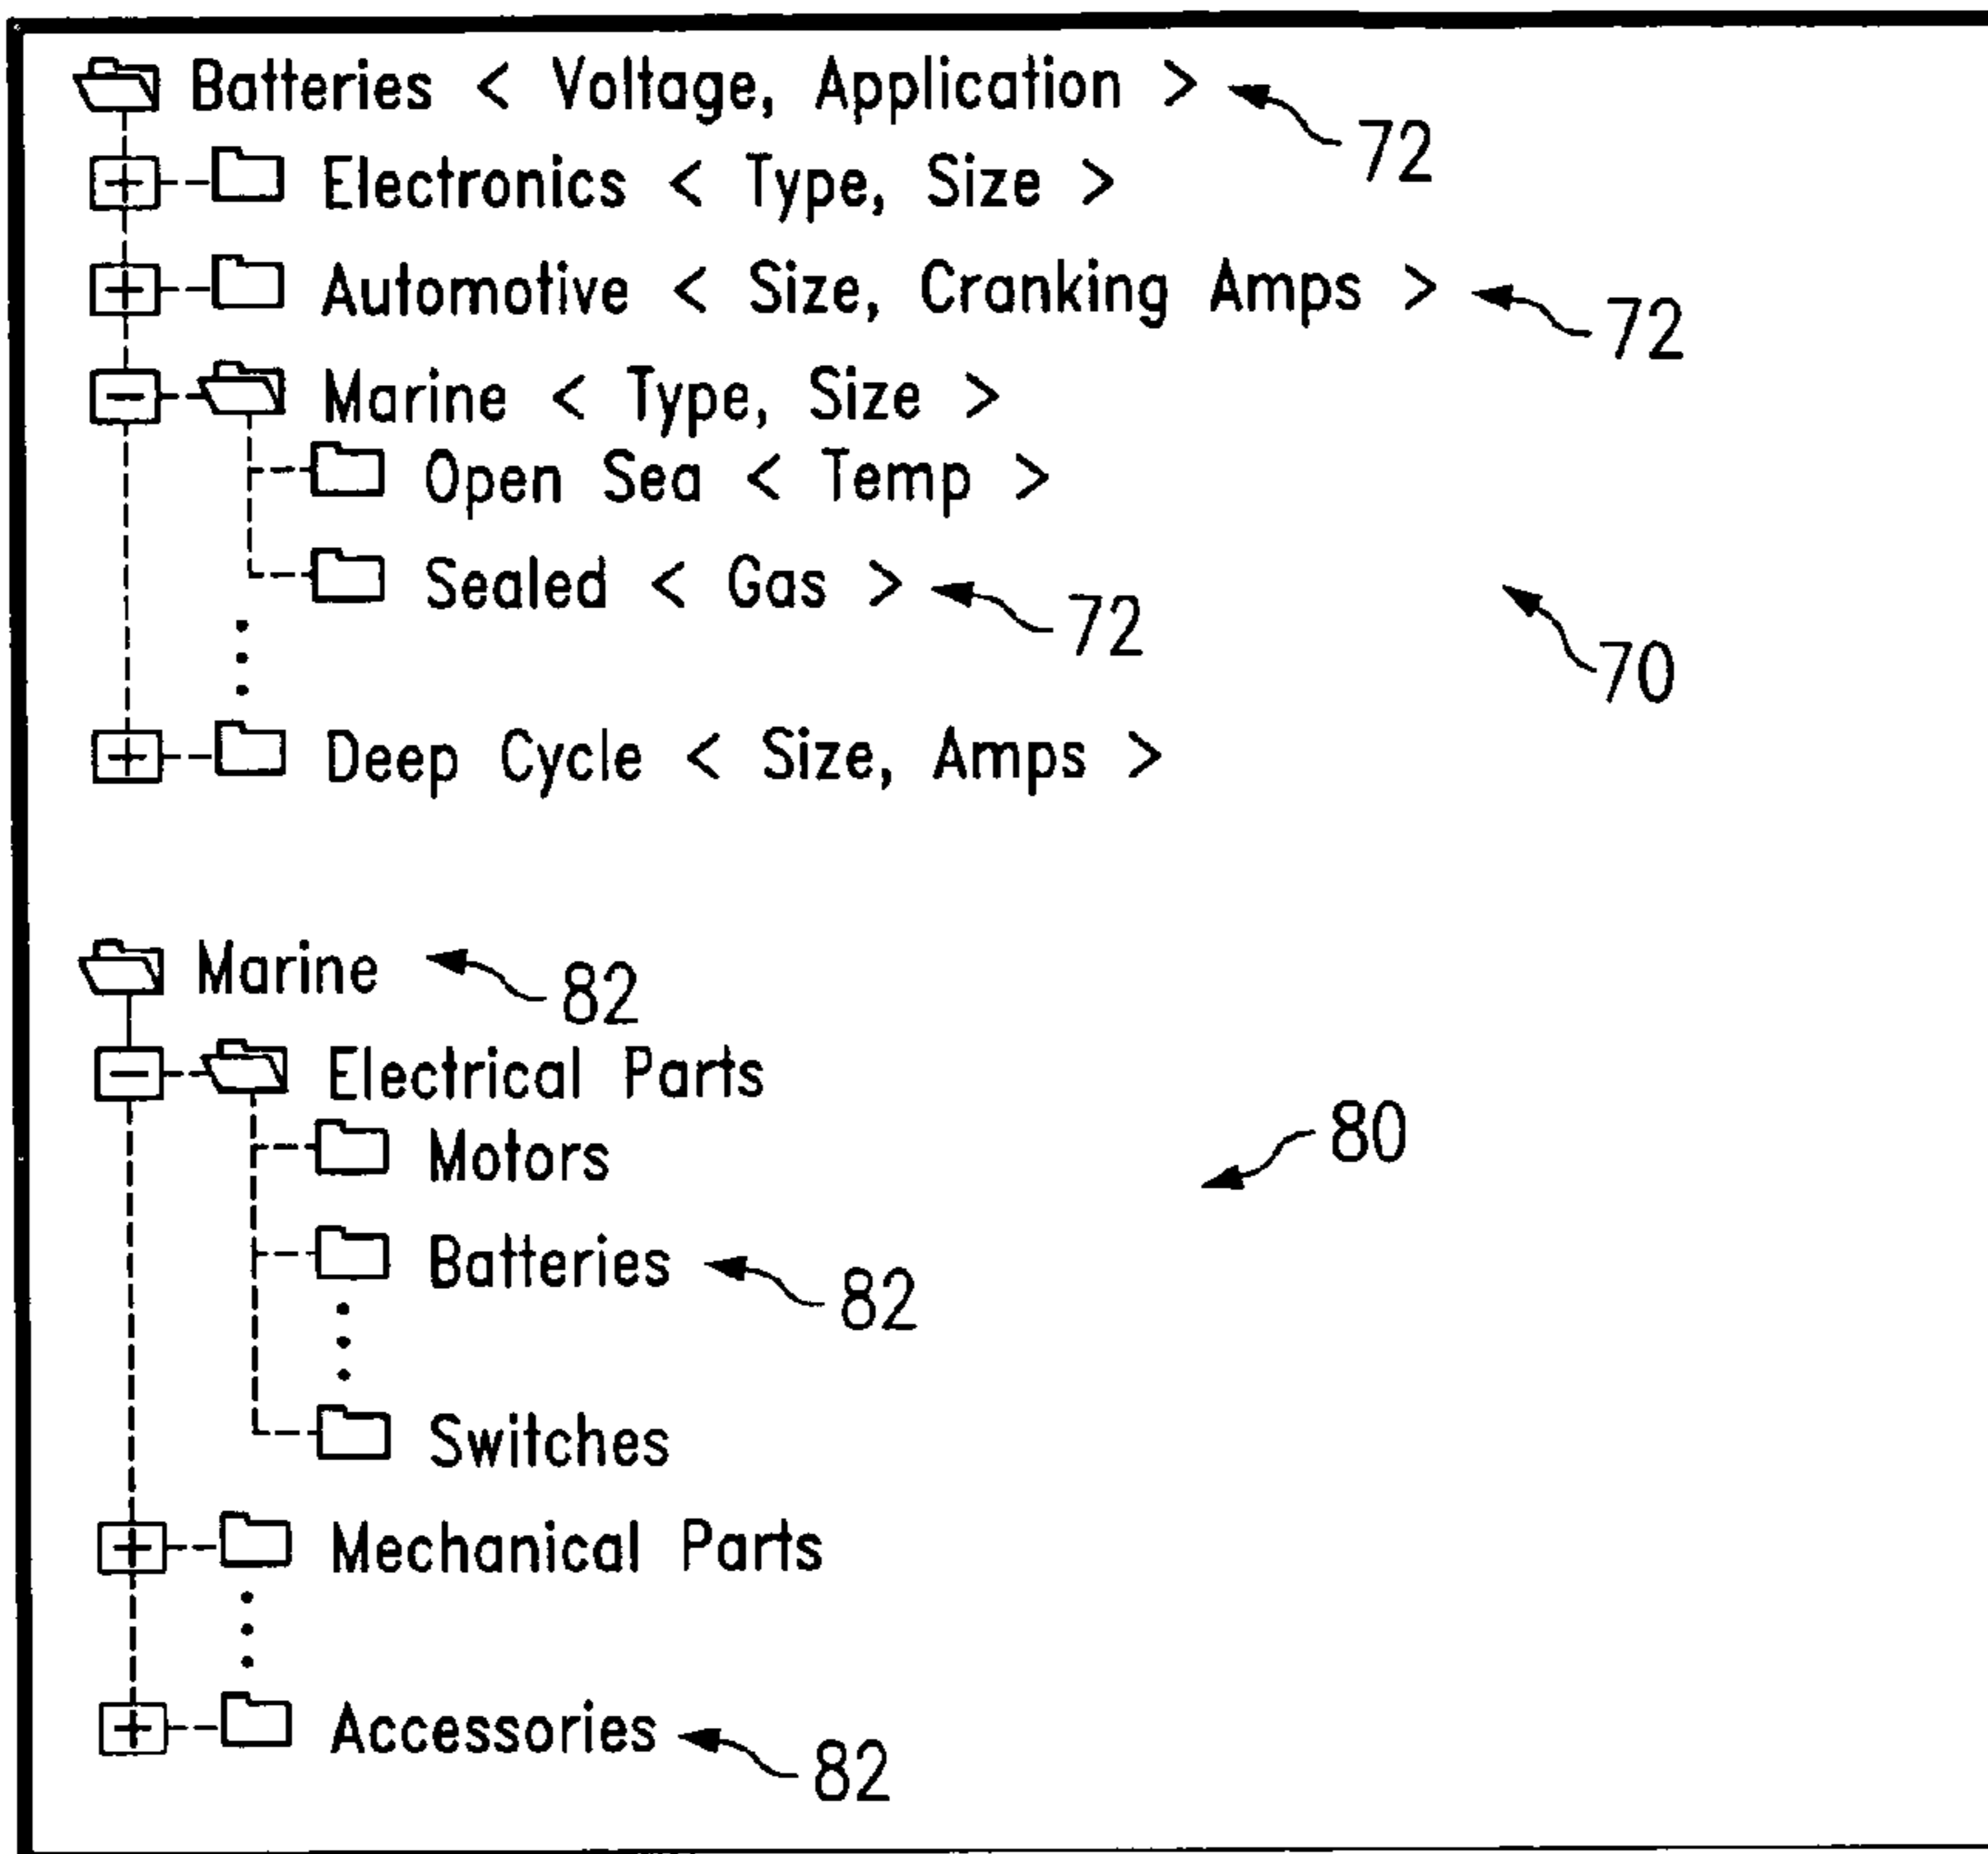 Batteries < Voltage, Application >
72
Electronics < Type, Size >
Automotive < Size, Cranking Amps >
72
Marine < Type, Size >
Open Sea < Temp >
Sealed < Gas >
72
70
Deep Cycle < Size, Amps >
Marine
82
Electrical Parts
80
Motors
Batteries
82
Switches
Mechanical Parts
Accessories
82